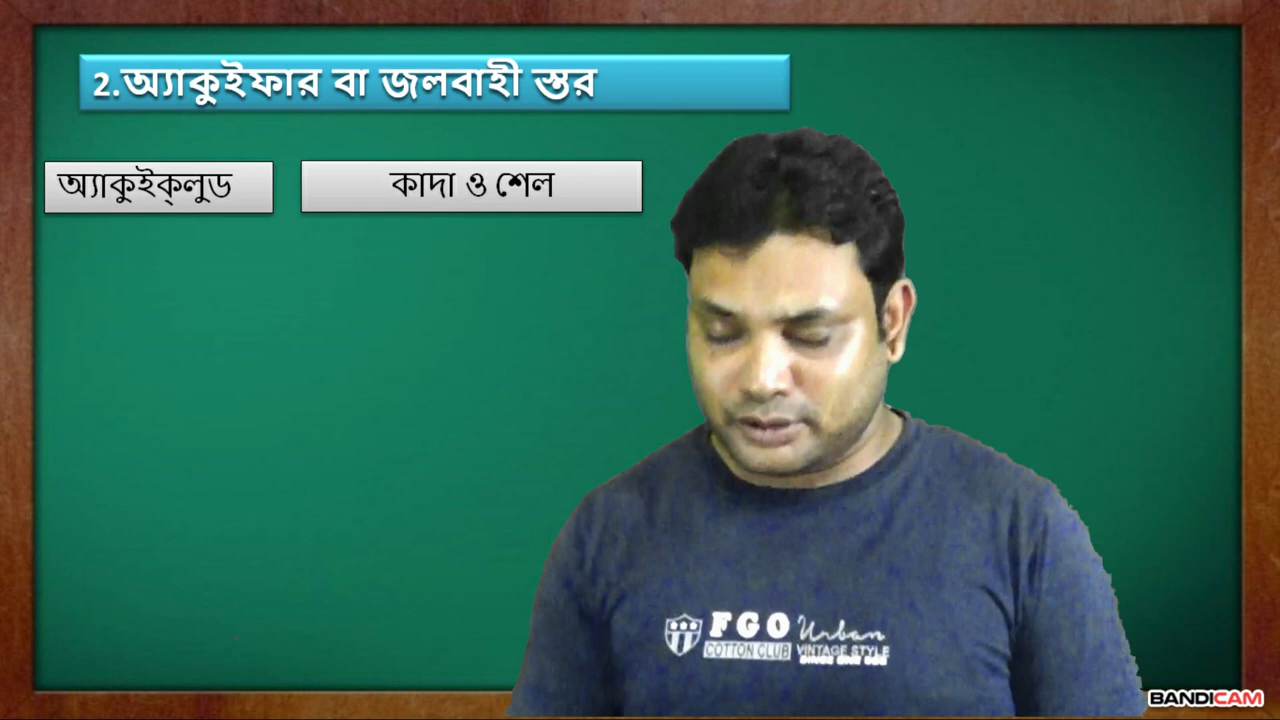 2.অ্যাকুইফার বা জলবাহী স্তর
অ্যাকুইক্লুড
কাদা ও শেল
FGO Urban
COTTON CLUB VINTAGE STYLE
BANDICAM